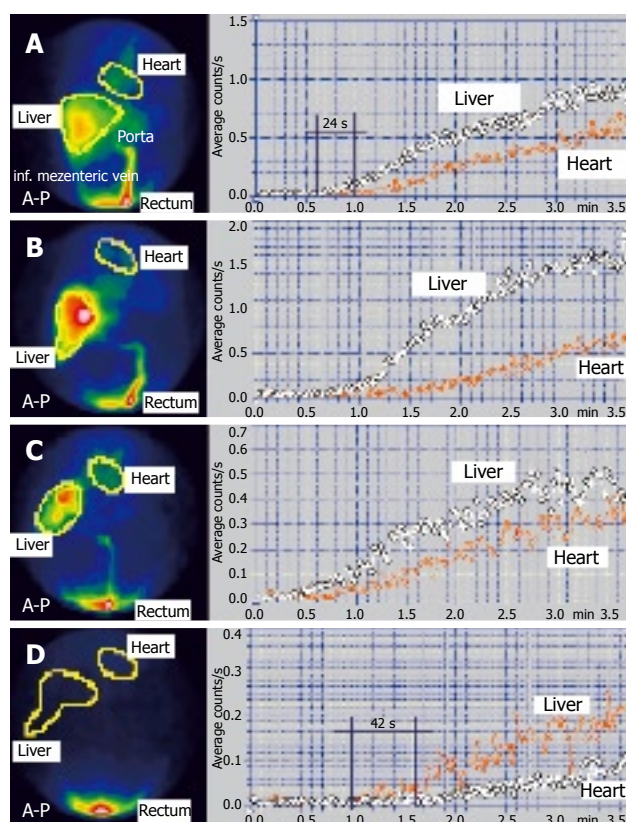 A
Heart
Liver
Porta
inf. mezenteric vein
A-P
Rectum
Average counts/s
1.5
1.0
0.5
0.0
24 s
Liver
Heart
0.0 0.5 1.0 1.5 2.0 2.5 3.0 min 3.5
B
Heart
Liver
A-P
Rectum
Average counts/s
2.0
1.5
1.0
0.5
0.0
Liver
Heart
0.0 0.5 1.0 1.5 2.0 2.5 3.0 min 3.5
C
Heart
Liver
A-P
Rectum
Average counts/s
0.7
0.6
0.5
0.4
0.3
0.2
0.1
0.0
Liver
Heart
0.0 0.5 1.0 1.5 2.0 2.5 3.0 min 3.5
D
Heart
Liver
A-P
Rectum
Average counts/s
0.4
0.3
0.2
0.1
0.0
42 s
Liver
Heart
0.0 0.5 1.0 1.5 2.0 2.5 3.0 min 3.5